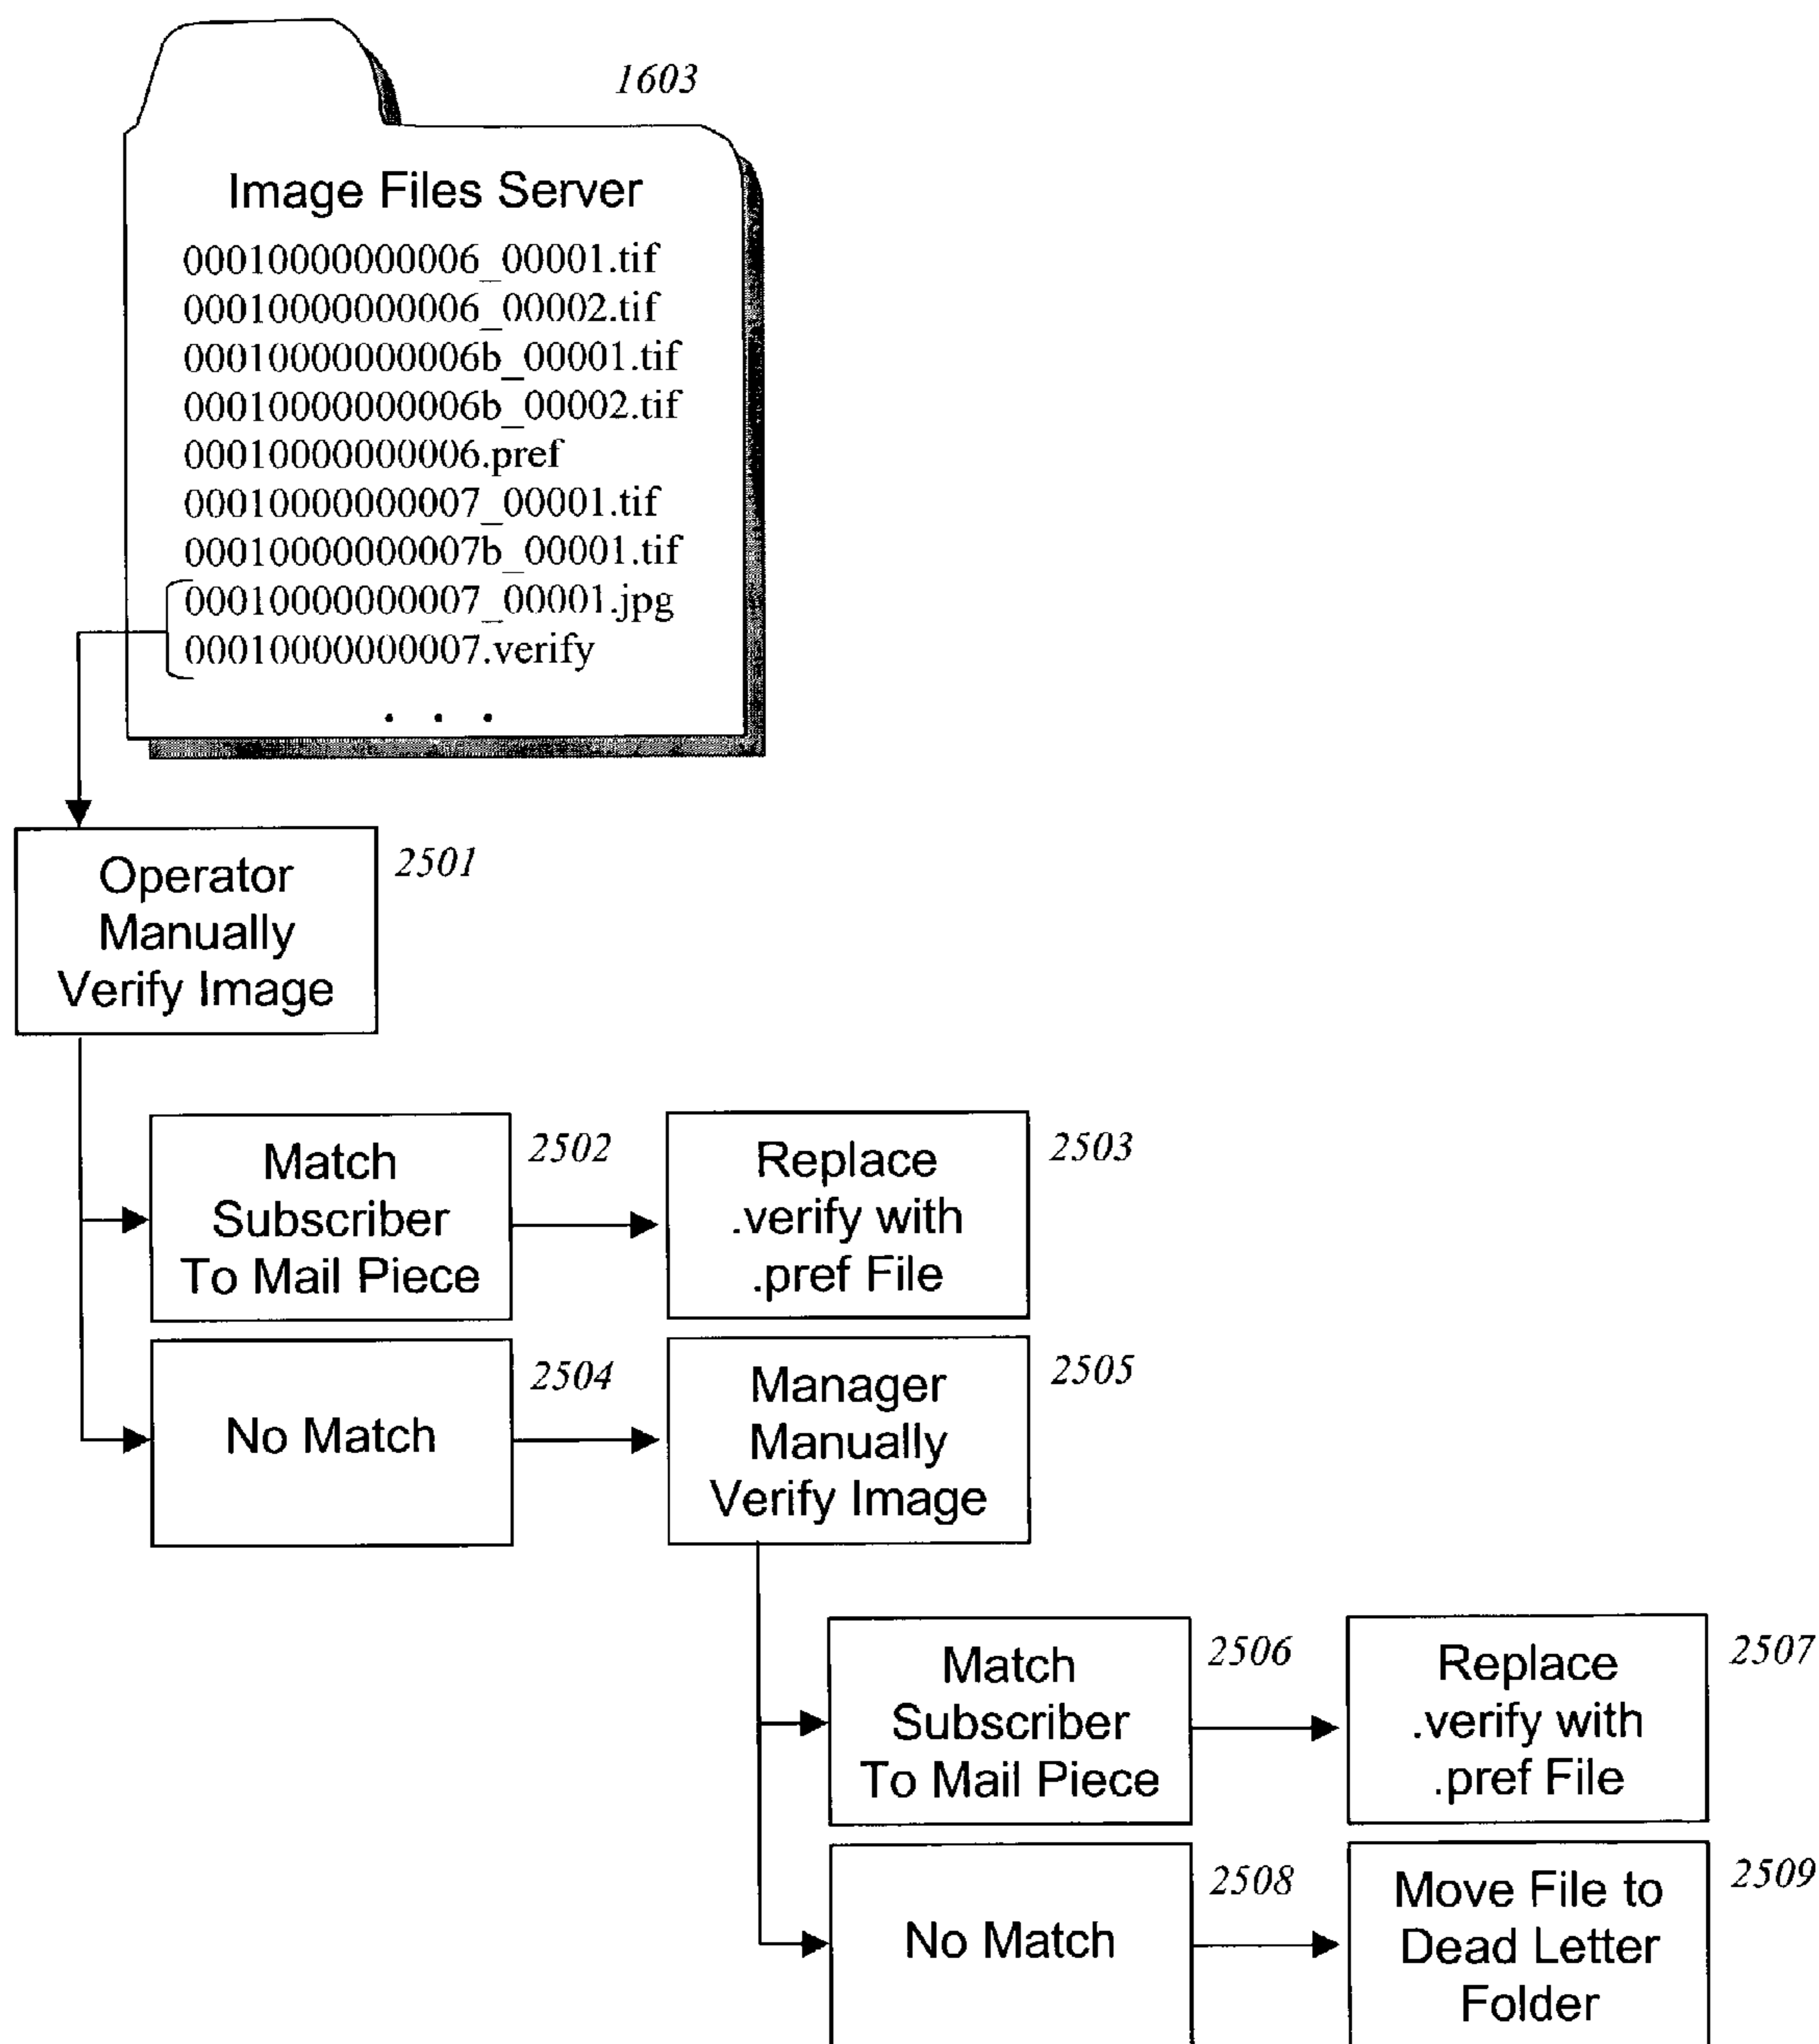 1603
Image Files Server
00010000000006_00001.tif
00010000000006_00002.tif
00010000000006b_00001.tif
00010000000006b_00002.tif
00010000000006.pref
00010000000007_00001.tif
00010000000007b_00001.tif
00010000000007_00001.jpg
00010000000007.verify
. . .
Operator
Manually
Verify Image
2501
Match
Subscriber
To Mail Piece
2502
Replace
.verify with
.pref File
2503
No Match
2504
Manager
Manually
Verify Image
2505
Match
Subscriber
To Mail Piece
2506
Replace
.verify with
.pref File
2507
No Match
2508
Move File to
Dead Letter
Folder
2509